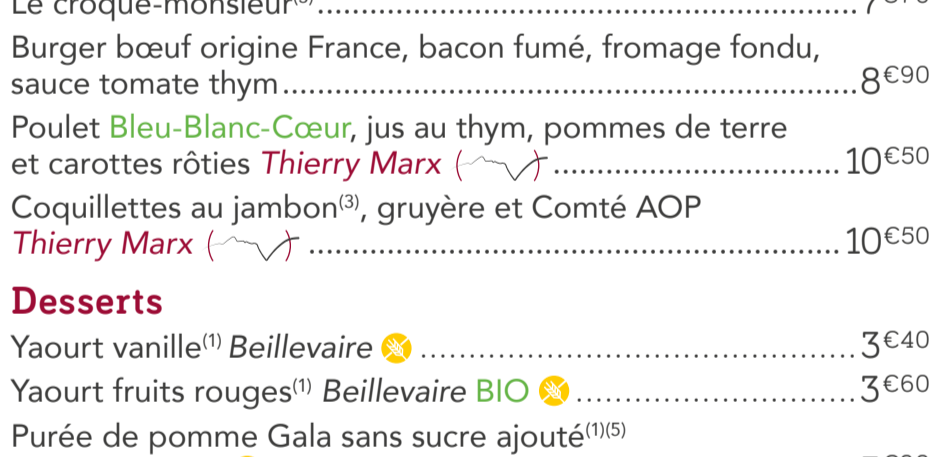 Le croque-monsieur
Burger bœuf origine France, bacon fumé, fromage fondu,
sauce tomate thym.................................................................8€90
Poulet Bleu-Blanc-Cœur, jus au thym, pommes de terre
et carottes rôties Thierry Marx ( ) ................................. 10€50
Coquillettes au jambon(3), gruyère et Comté AOP
Thierry Marx ( ) ............................................................ 10€50
Desserts
Yaourt vanille(1) Beillevaire ................................................. 3€40
Yaourt fruits rouges(1) Beillevaire BIO ................................ 3€60
Purée de pomme Gala sans sucre ajouté(1)(5)